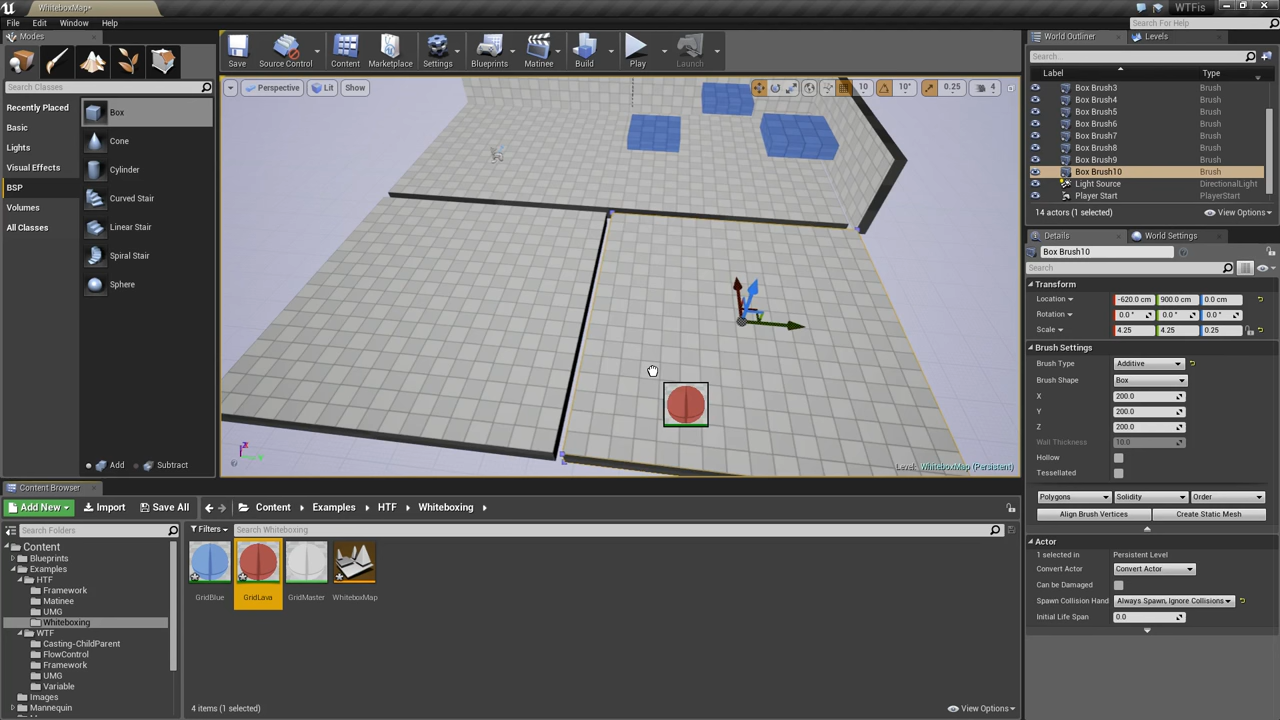 WhiteboxMap*
WTFis
File Edit Window Help
Search For Help
Modes
World Outliner Levels
Save Source Control Content Marketplace Settings Blueprints Matinee Build Play Launch
Search...
Label Type
Search Classes
Perspective Lit Show 10 10° 0.25 4
Box Brush3 Brush
Box Brush4 Brush
Box Brush5 Brush
Box Brush6 Brush
Box Brush7 Brush
Box Brush8 Brush
Box Brush9 Brush
Box Brush10 Brush
Light Source DirectionalLight
Player Start PlayerStart
14 actors (1 selected) View Options
Recently Placed
Basic
Lights
Visual Effects
BSP
Volumes
All Classes
Box
Cone
Cylinder
Curved Stair
Linear Stair
Spiral Stair
Sphere
Add Subtract
Level: WhiteboxMap (Persistent)
Details World Settings
Box Brush10
Search
Transform
Location -620.0 cm 900.0 cm 0.0 cm
Rotation 0.0 ° 0.0 ° 0.0 °
Scale 4.25 4.25 0.25
Brush Settings
Brush Type Additive
Brush Shape Box
X 200.0
Y 200.0
Z 200.0
Wall Thickness 10.0
Hollow
Tessellated
Polygons Solidity Order
Align Brush Vertices Create Static Mesh
Actor
1 selected in Persistent Level
Convert Actor Convert Actor
Can be Damaged
Spawn Collision Hand Always Spawn, Ignore Collisions
Initial Life Span 0.0
Content Browser
Add New Import Save All Content Examples HTF Whiteboxing
Search Folders
Filters Search Whiteboxing
Content
Blueprints
Examples
HTF
Framework
Matinee
UMG
Whiteboxing
WTF
Casting-ChildParent
FlowControl
Framework
UMG
Variable
Images
Mannequin
GridBlue GridLava GridMaster WhiteboxMap
4 items (1 selected) View Options